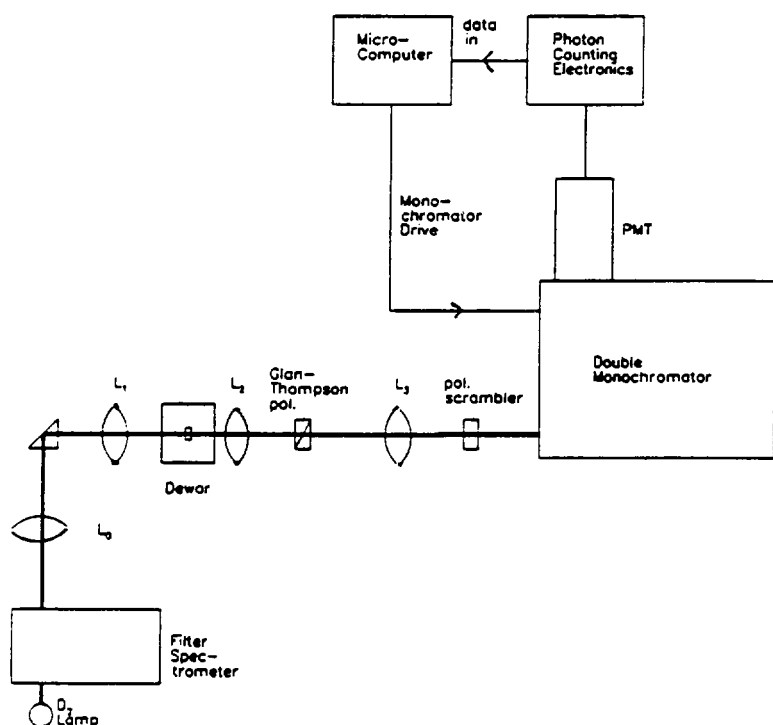 Micro-
Computer
data
in
Photon
Counting
Electronics
Mono-
chromator
Drive
PMT
Double
Monochromator
L₁
Dewar
L₂
Glan-
Thompson
pol.
L₃
pol.
scrambler
L₀
Filter
Spec-
trometer
D₂
Lamp